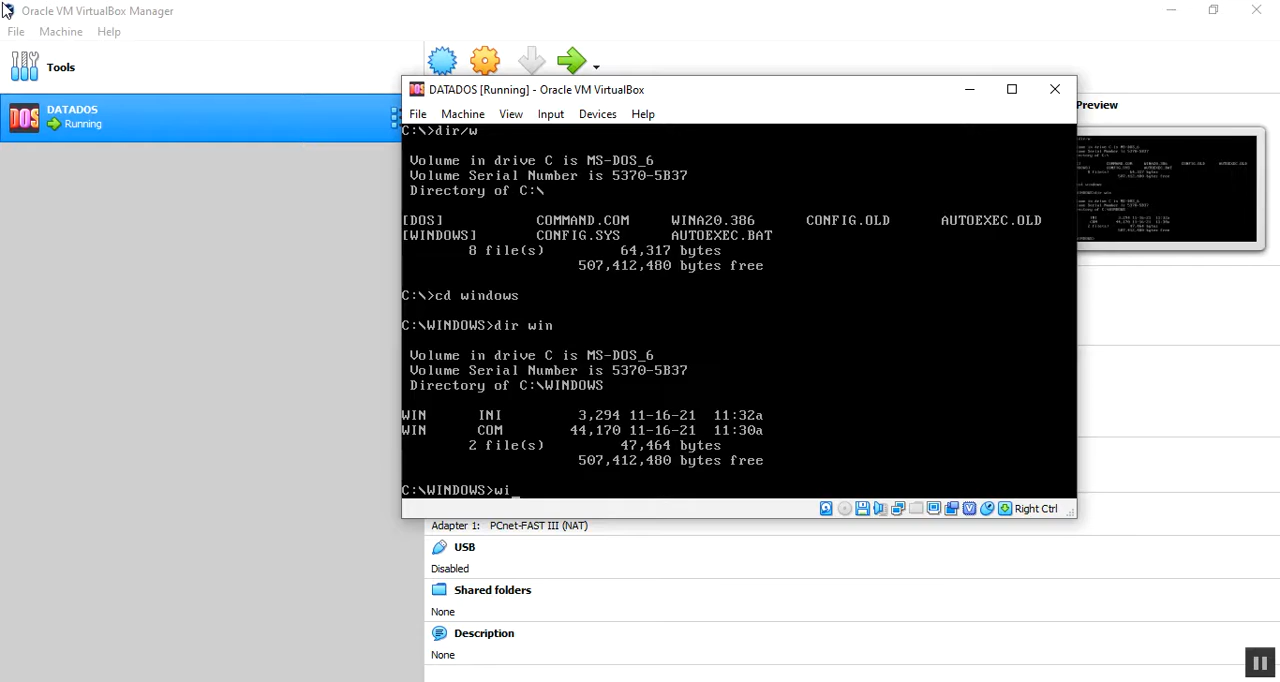 Oracle VM VirtualBox Manager
File Machine Help
Tools
DATADOS
Running
DATADOS [Running] - Oracle VM VirtualBox
File Machine View Input Devices Help
C:\>dir/w
Volume in drive C is MS-DOS_6
Volume Serial Number is 5370-5B37
Directory of C:\
[DOS] COMMAND.COM WINA20.386 CONFIG.OLD AUTOEXEC.OLD
[WINDOWS] CONFIG.SYS AUTOEXEC.BAT
8 file(s) 64,317 bytes
507,412,480 bytes free
C:\>cd windows
C:\WINDOWS>dir win
Volume in drive C is MS-DOS_6
Volume Serial Number is 5370-5B37
Directory of C:\WINDOWS
WIN INI 3,294 11-16-21 11:32a
WIN COM 44,170 11-16-21 11:30a
2 file(s) 47,464 bytes
507,412,480 bytes free
C:\WINDOWS>wi_
Right Ctrl
Preview
Adapter 1: PCnet-FAST III (NAT)
USB
Disabled
Shared folders
None
Description
None